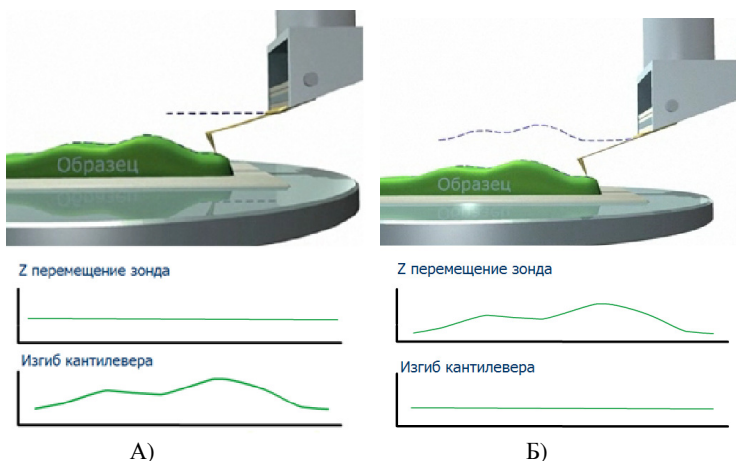 Образец
Z перемещение зонда
Изгиб кантилевера
А)
Образец
Z перемещение зонда
Изгиб кантилевера
Б)